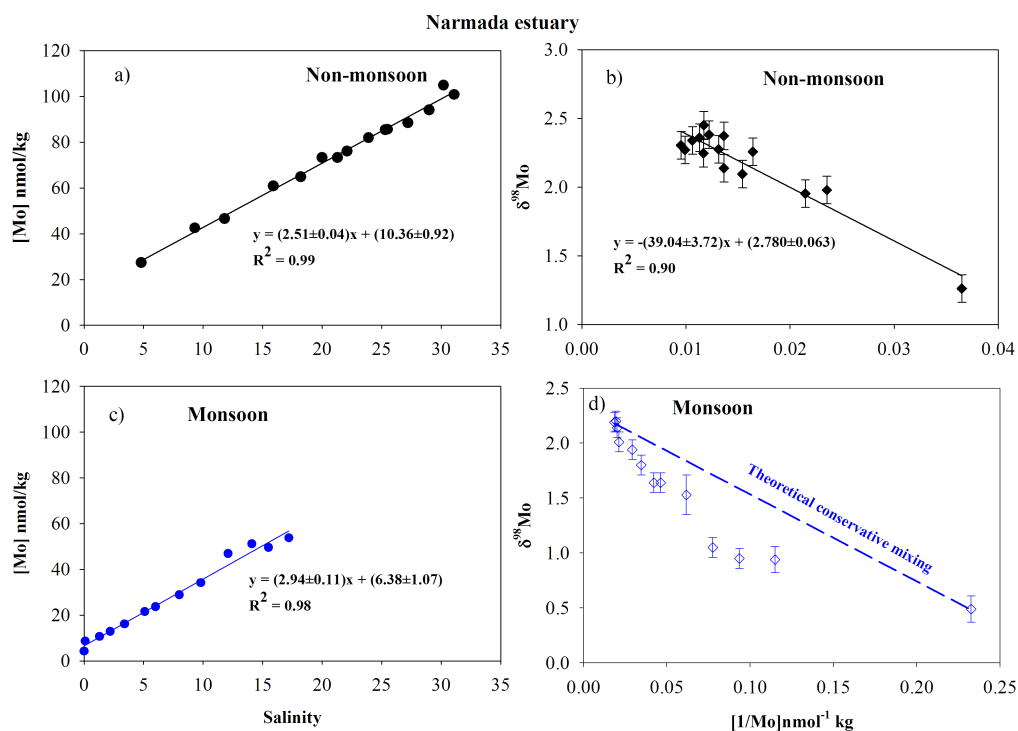 Narmada estuary
a)
Non-monsoon
[Mo] nmol/kg
120
100
80
60
40
20
0
y = (2.51±0.04)x + (10.36±0.92)
R² = 0.99
0 5 10 15 20 25 30 35
b)
Non-monsoon
δ⁹⁸Mo
3.0
2.5
2.0
1.5
1.0
y = -(39.04±3.72)x + (2.780±0.063)
R² = 0.90
0.00 0.01 0.02 0.03 0.04
c)
Monsoon
[Mo] nmol/kg
120
100
80
60
40
20
0
y = (2.94±0.11)x + (6.38±1.07)
R² = 0.98
0 5 10 15 20 25 30 35
Salinity
d)
Monsoon
δ⁹⁸Mo
2.5
2.0
1.5
1.0
0.5
0.0
Theoretical conservative mixing
0.00 0.05 0.10 0.15 0.20 0.25
[1/Mo]nmol⁻¹ kg